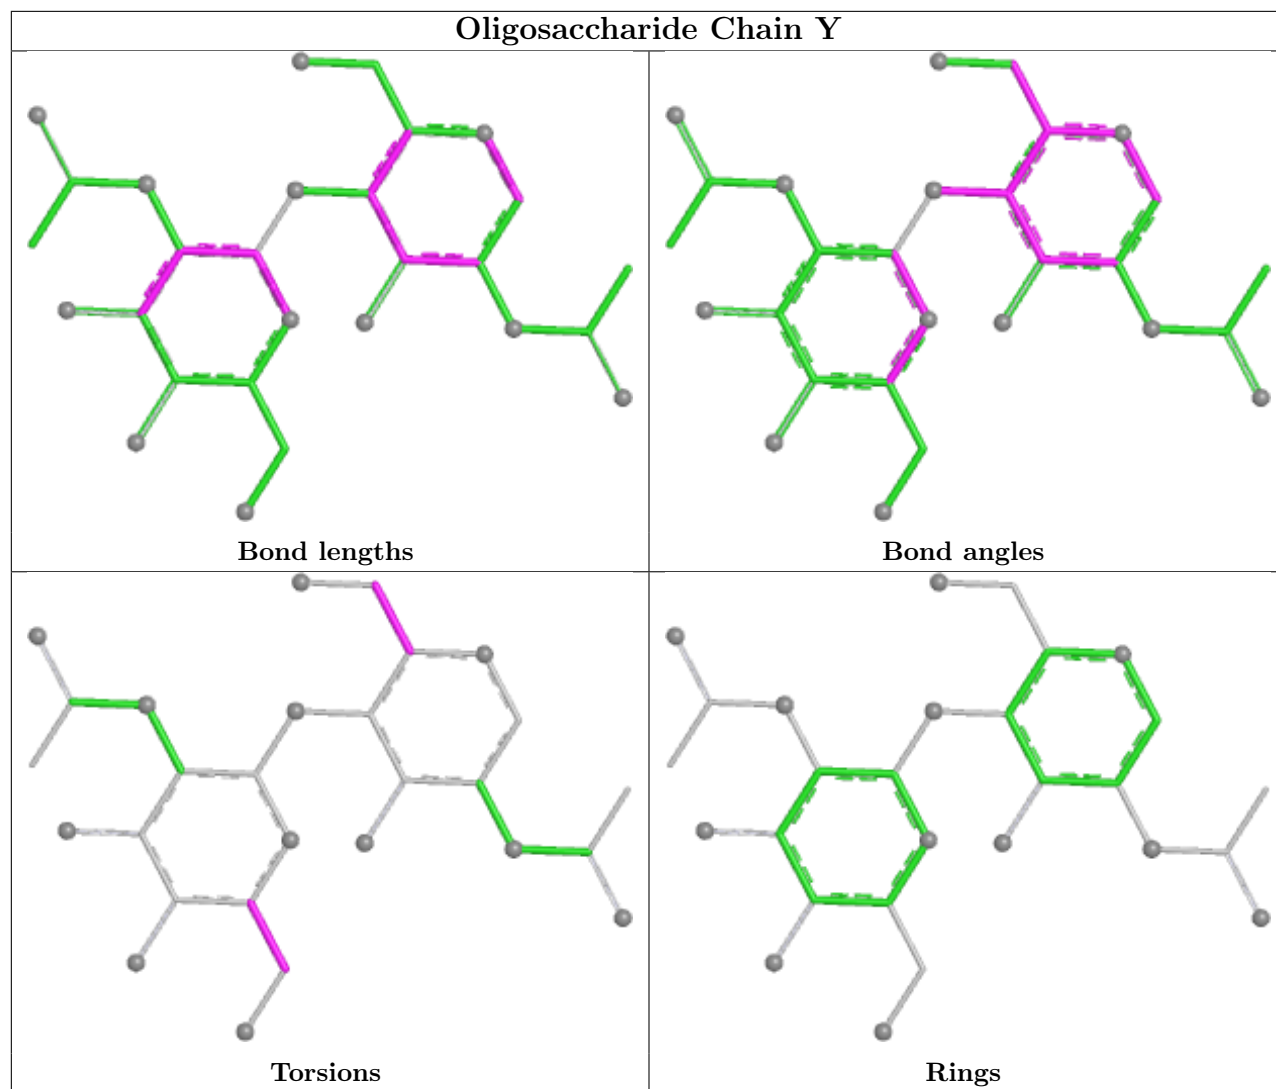 Oligosaccharide Chain Y
Bond lengths
Bond angles
Torsions
Rings